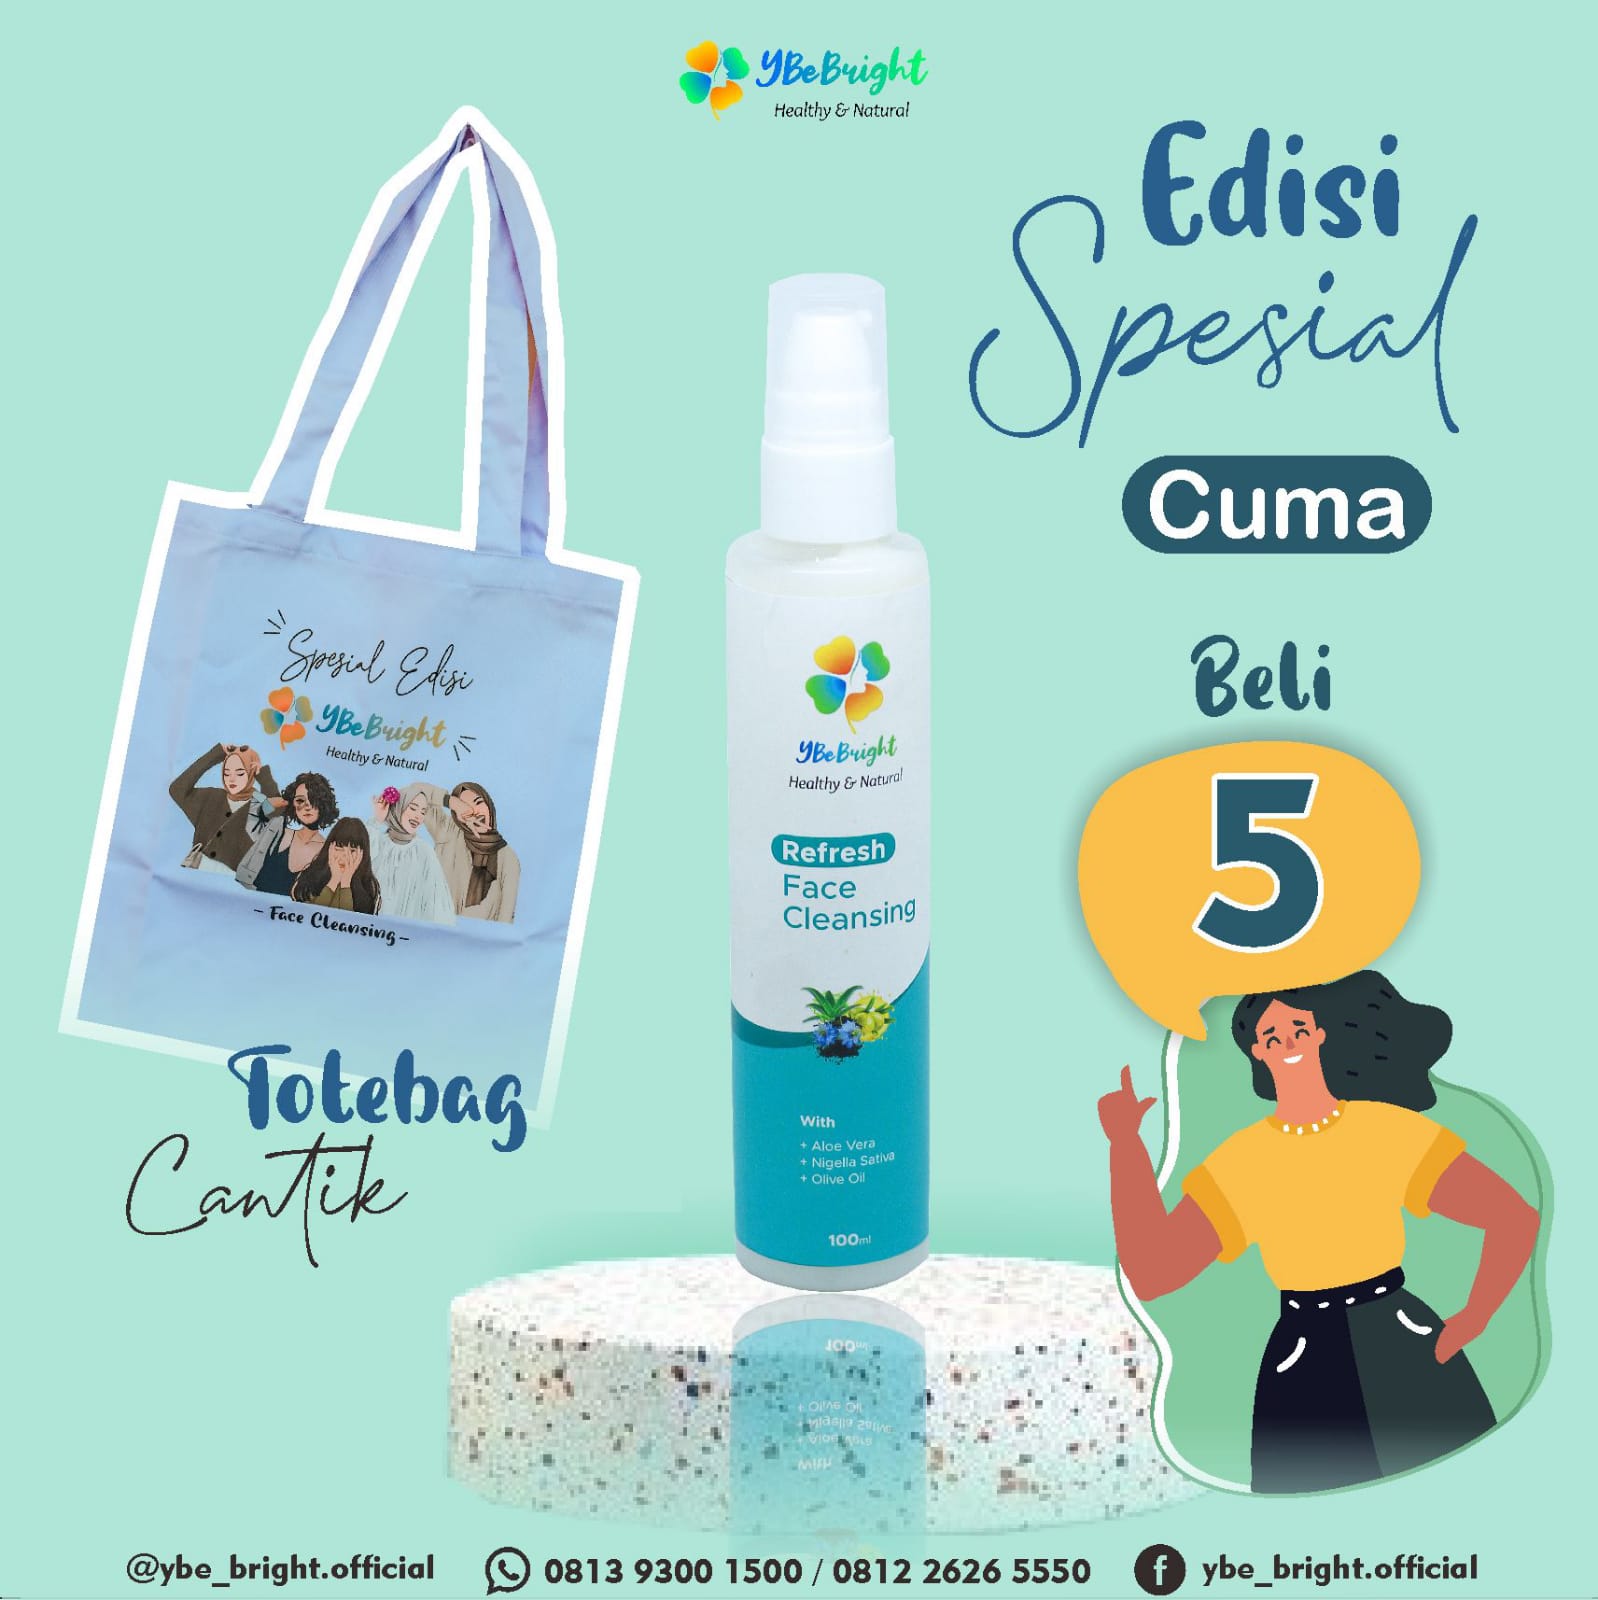 YBeBright
Healthy & Natural
Edisi
Spesial
Cuma
Beli
5
Spesial Edisi
YBeBright
Healthy & Natural
- Face Cleansing -
Totebag
Cantik
YBeBright
Healthy & Natural
Refresh
Face
Cleansing
With
+ Aloe Vera
+ Nigella Sativa
+ Olive Oil
100ml
@ybe_bright.official
0813 9300 1500 / 0812 2626 5550
ybe_bright.official